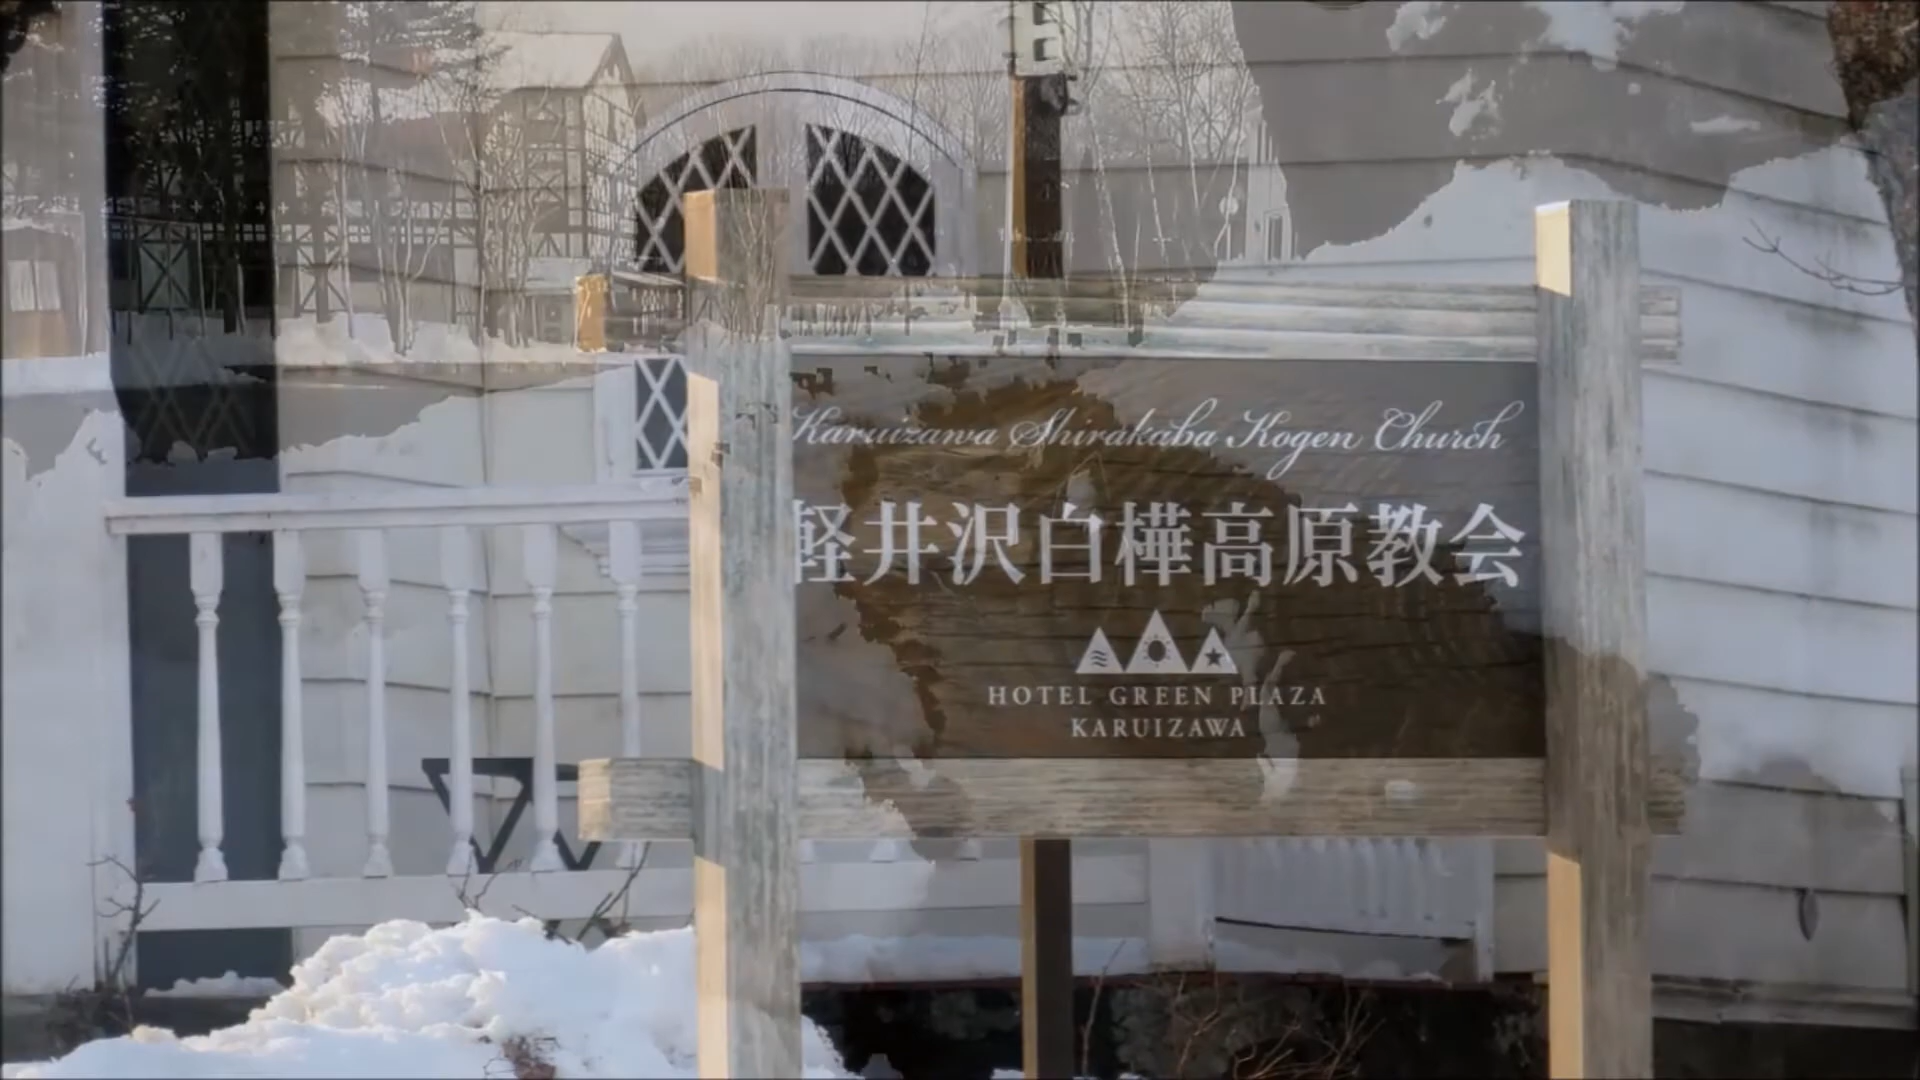 Karuizawa Shirakaba Kogen Church
軽井沢白樺高原教会
HOTEL GREEN PLAZA
KARUIZAWA